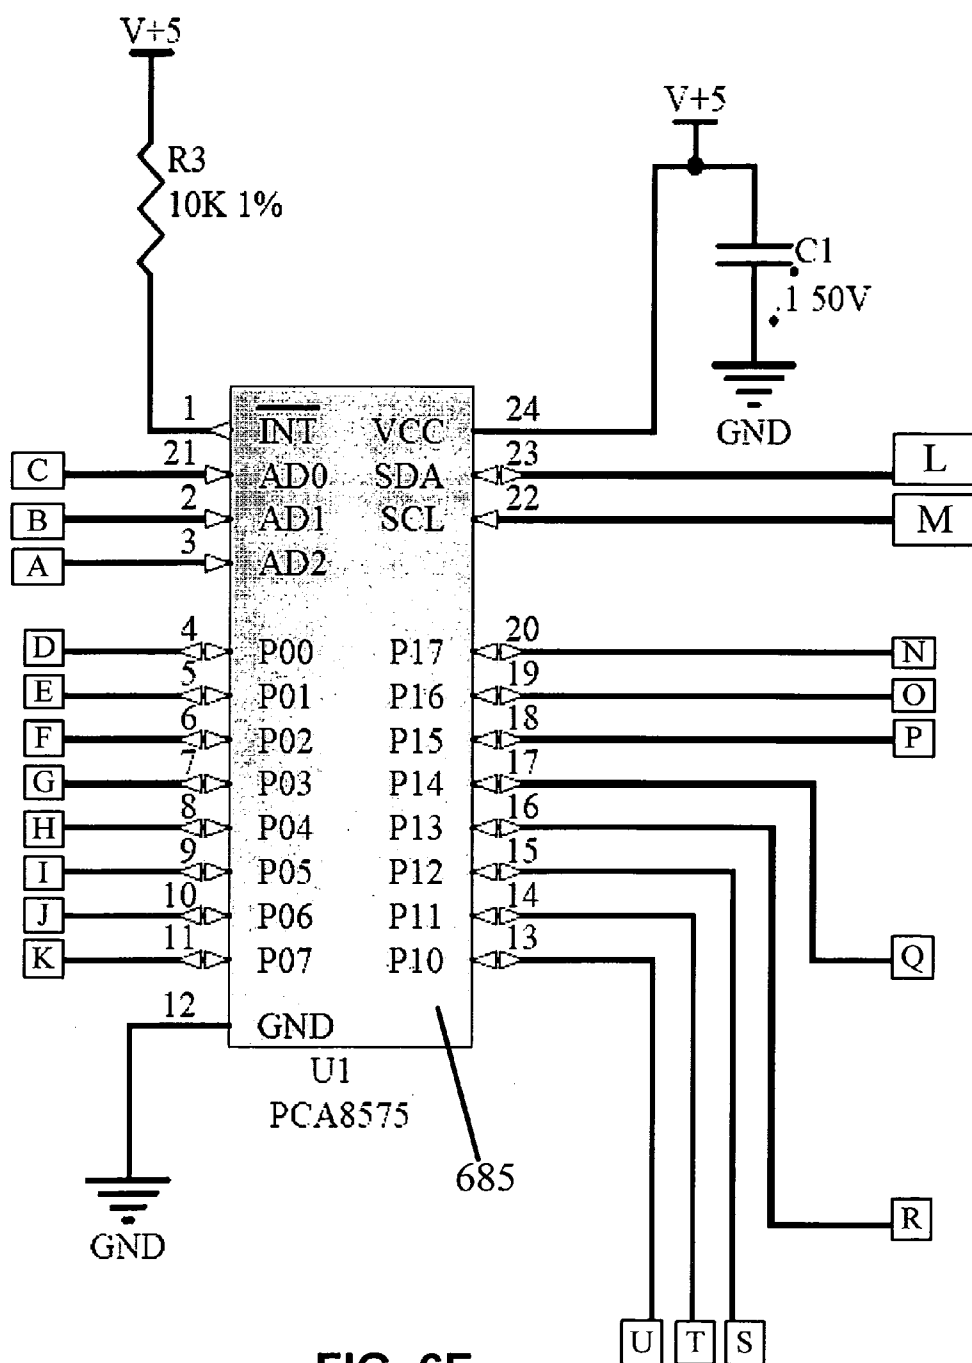 V+5
V+5
R3
10K 1%
C1
.1 50V
GND
1 INT VCC 24
C 21 AD0 SDA 23 L
B 2 AD1 SCL 22 M
A 3 AD2
D 4 P00 P17 20 N
E 5 P01 P16 19 O
F 6 P02 P15 18 P
G 7 P03 P14 17
H 8 P04 P13 16
I 9 P05 P12 15
J 10 P06 P11 14
K 11 P07 P10 13 Q
12 GND
U1
PCA8575
685
GND
R
U T S